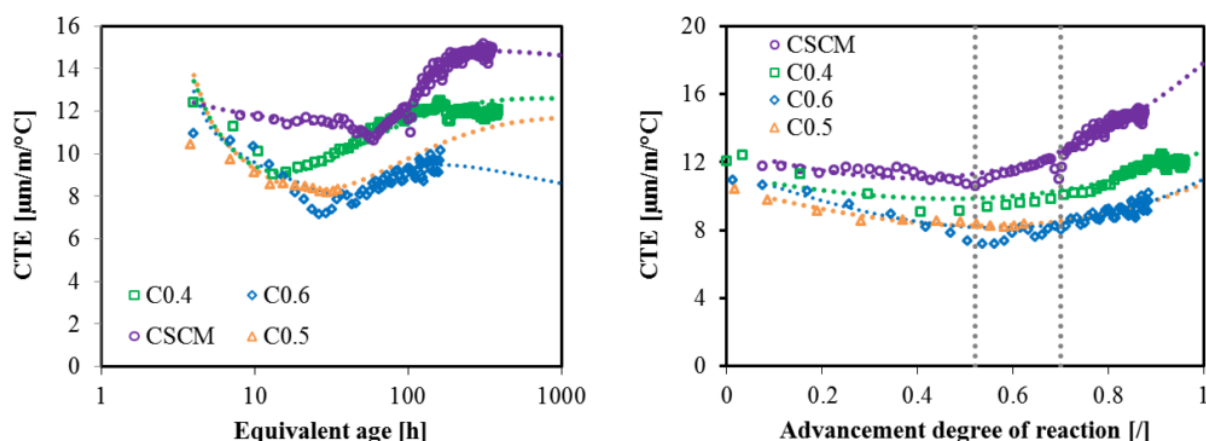 16
14
12
10
8
6
4
2
0
CTE [µm/m/°C]
C0.4 C0.6
CSCM C0.5
1 10 100 1000
Equivalent age [h]
20
16
12
8
4
0
CTE [µm/m/°C]
CSCM
C0.4
C0.6
C0.5
0 0.2 0.4 0.6 0.8 1
Advancement degree of reaction [/]